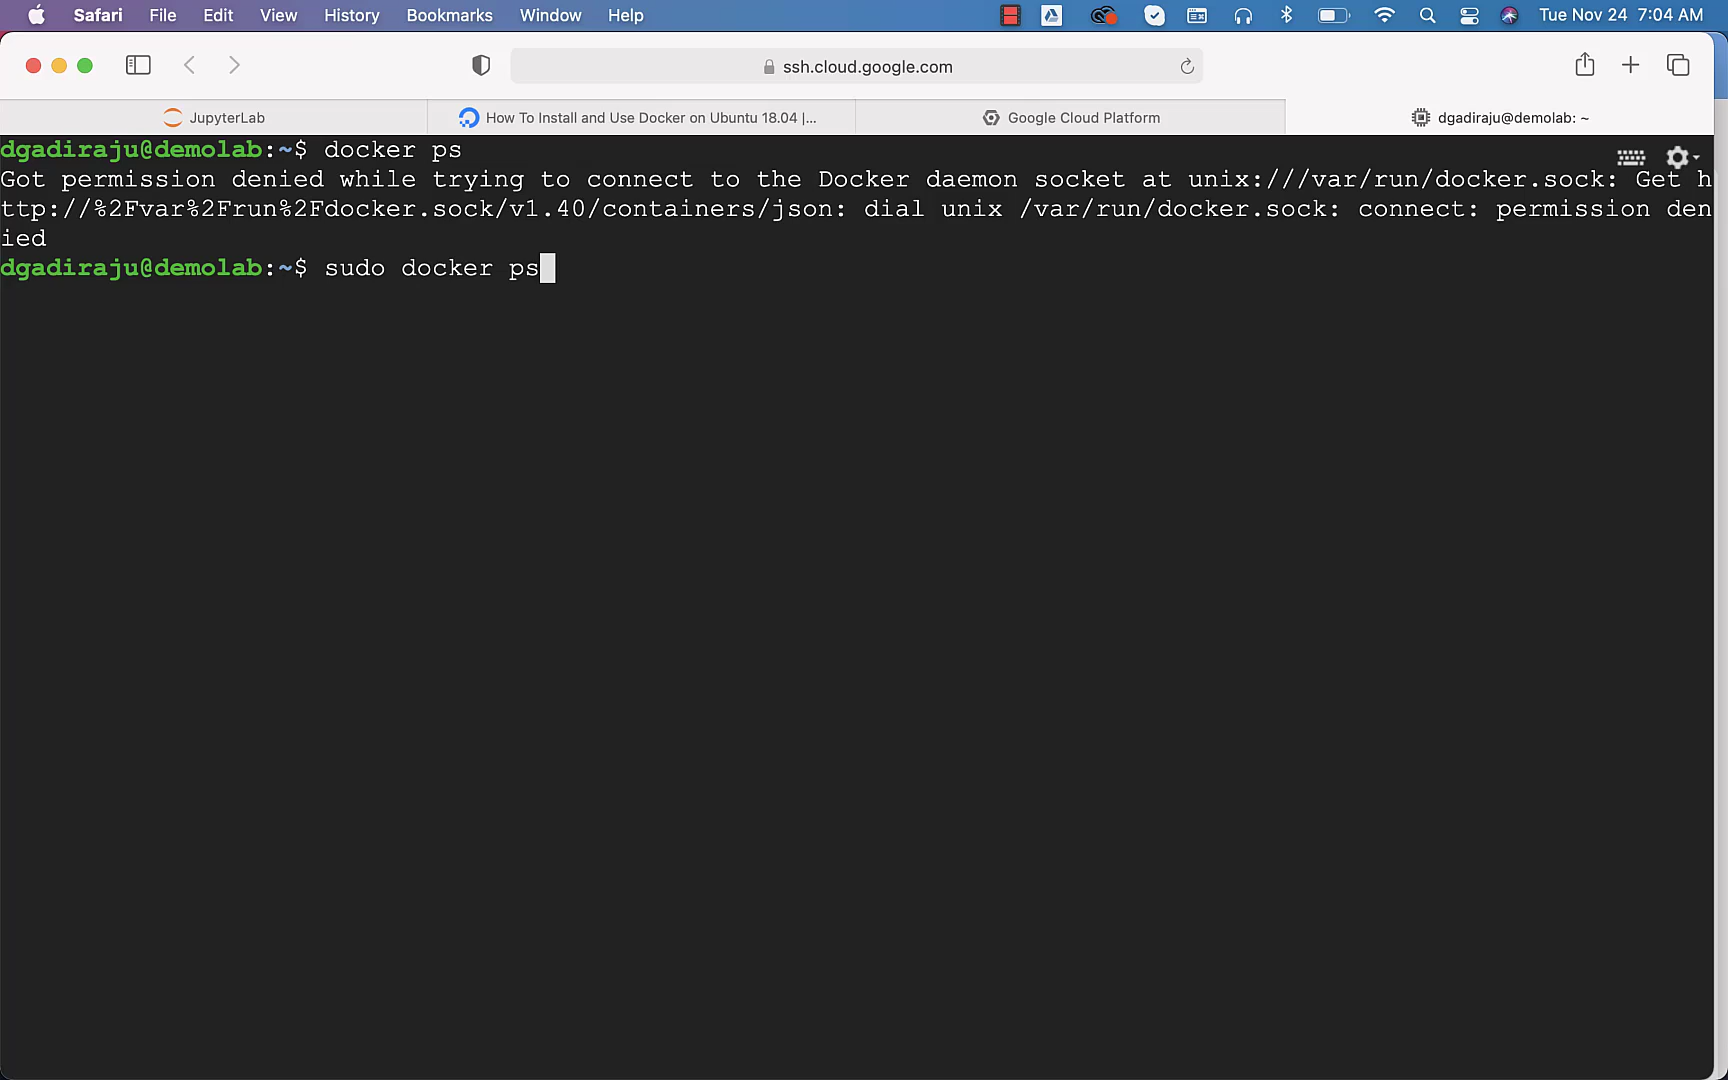 Safari File Edit View History Bookmarks Window Help Tue Nov 24 7:04 AM
ssh.cloud.google.com
JupyterLab How To Install and Use Docker on Ubuntu 18.04 |... Google Cloud Platform dgadiraju@demolab: ~
dgadiraju@demolab:~$ docker ps
Got permission denied while trying to connect to the Docker daemon socket at unix:///var/run/docker.sock: Get h
ttp://%2Fvar%2Frun%2Fdocker.sock/v1.40/containers/json: dial unix /var/run/docker.sock: connect: permission den
ied
dgadiraju@demolab:~$ sudo docker ps